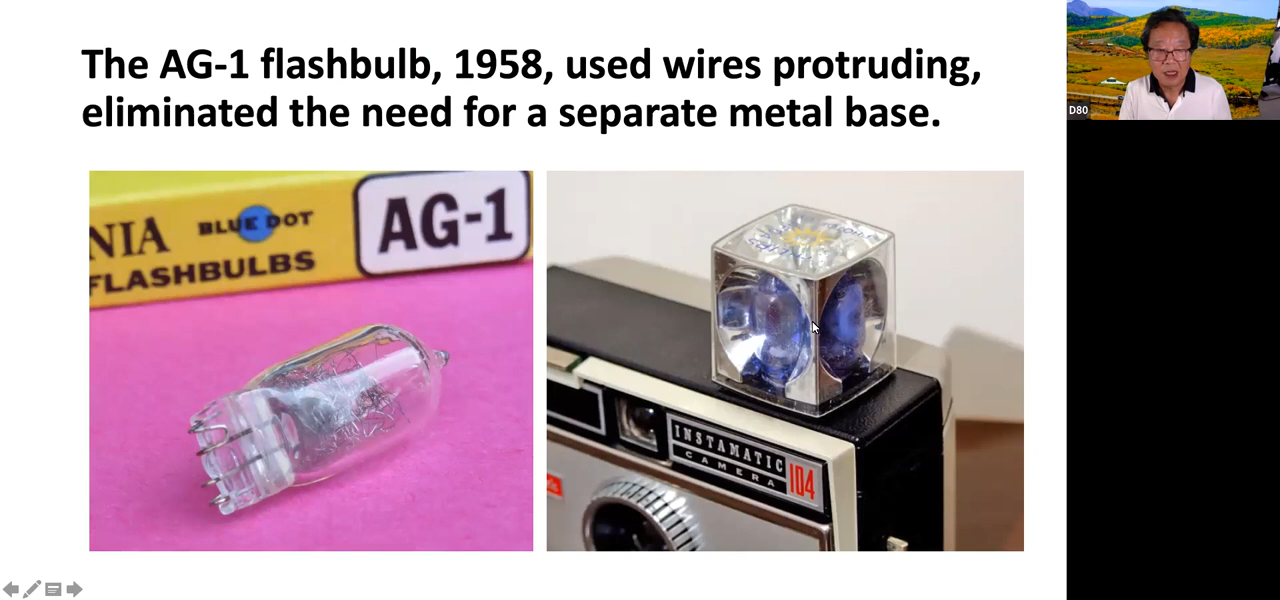 The AG-1 flashbulb, 1958, used wires protruding,
eliminated the need for a separate metal base.
NIA BLUE DOT
FLASHBULBS
AG-1
INSTAMATIC
CAMERA
104
D80